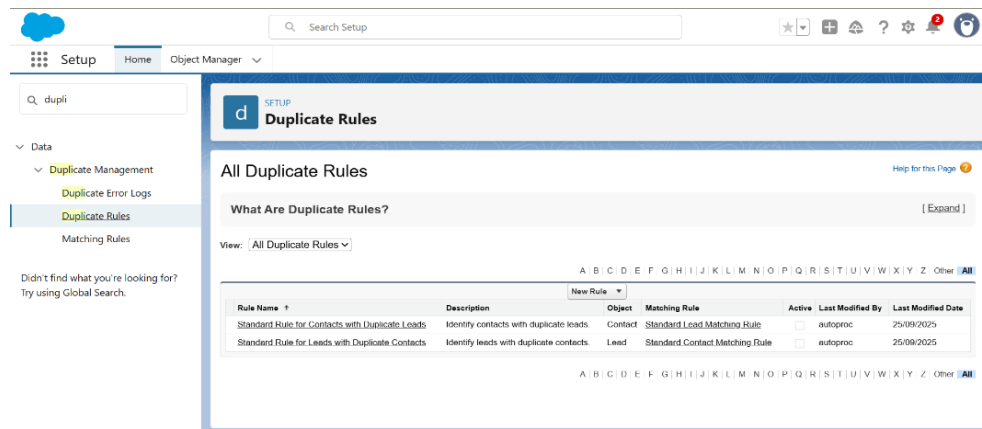 Search Setup
2
Setup Home Object Manager
dupli
Data
Duplicate Management
Duplicate Error Logs
Duplicate Rules
Matching Rules
Didn't find what you're looking for?
Try using Global Search.
d
SETUP
Duplicate Rules
All Duplicate Rules
Help for this Page ?
What Are Duplicate Rules?
[ Expand ]
View: All Duplicate Rules
A | B | C | D | E | F | G | H | I | J | K | L | M | N | O | P | Q | R | S | T | U | V | W | X | Y | Z | Other | All
New Rule
Rule Name ↑ Description Object Matching Rule Active Last Modified By Last Modified Date
Standard Rule for Contacts with Duplicate Leads Identify contacts with duplicate leads. Contact Standard Lead Matching Rule autoproc 25/09/2025
Standard Rule for Leads with Duplicate Contacts Identify leads with duplicate contacts. Lead Standard Contact Matching Rule autoproc 25/09/2025
A | B | C | D | E | F | G | H | I | J | K | L | M | N | O | P | Q | R | S | T | U | V | W | X | Y | Z | Other | All